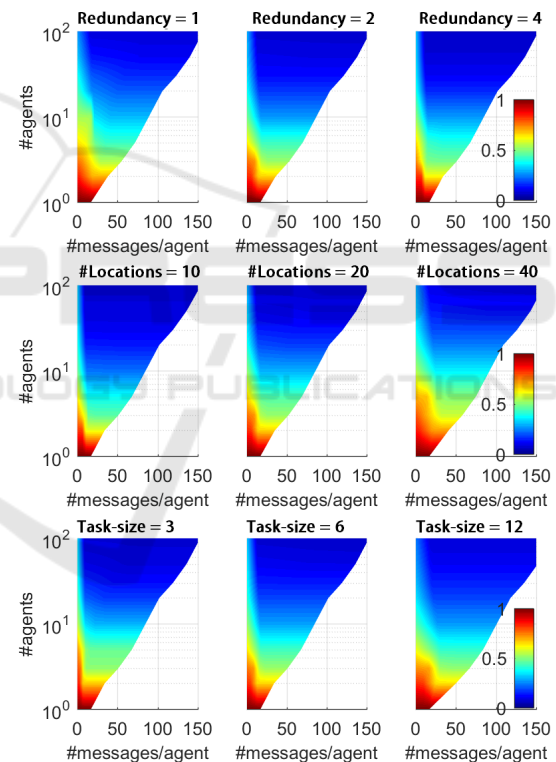 Redundancy = 1 Redundancy = 2 Redundancy = 4
10² 10¹ 10⁰
#agents
1 0.5 0
0 50 100 150 0 50 100 150 0 50 100 150
#messages/agent #messages/agent #messages/agent
#Locations = 10 #Locations = 20 #Locations = 40
10² 10¹ 10⁰
#agents
1 0.5 0
0 50 100 150 0 50 100 150 0 50 100 150
#messages/agent #messages/agent #messages/agent
Task-size = 3 Task-size = 6 Task-size = 12
10² 10¹ 10⁰
#agents
1 0.5 0
0 50 100 150 0 50 100 150 0 50 100 150
#messages/agent #messages/agent #messages/agent
PRESS
OLOGY PUBLICATIONS